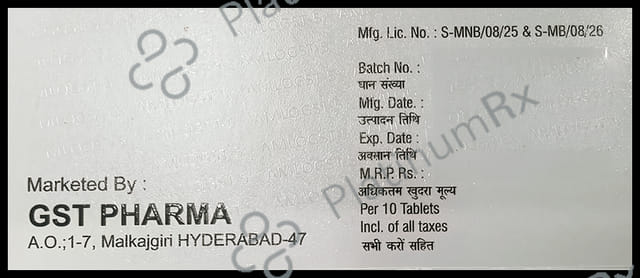 Mfg. Lic. No. : S-MNB/08/25 & S-MB/08/26
Batch No. :
घान संख्या
Mfg. Date. :
उत्पादन तिथि
Exp. Date :
अवसान तिथि
M.R.P. Rs. :
अधिकतम खुदरा मूल्य
Per 10 Tablets
Incl. of all taxes
सभी करों सहित
Marketed By :
GST PHARMA
A.O.;1-7, Malkajgiri HYDERABAD-47
PlatinumRx